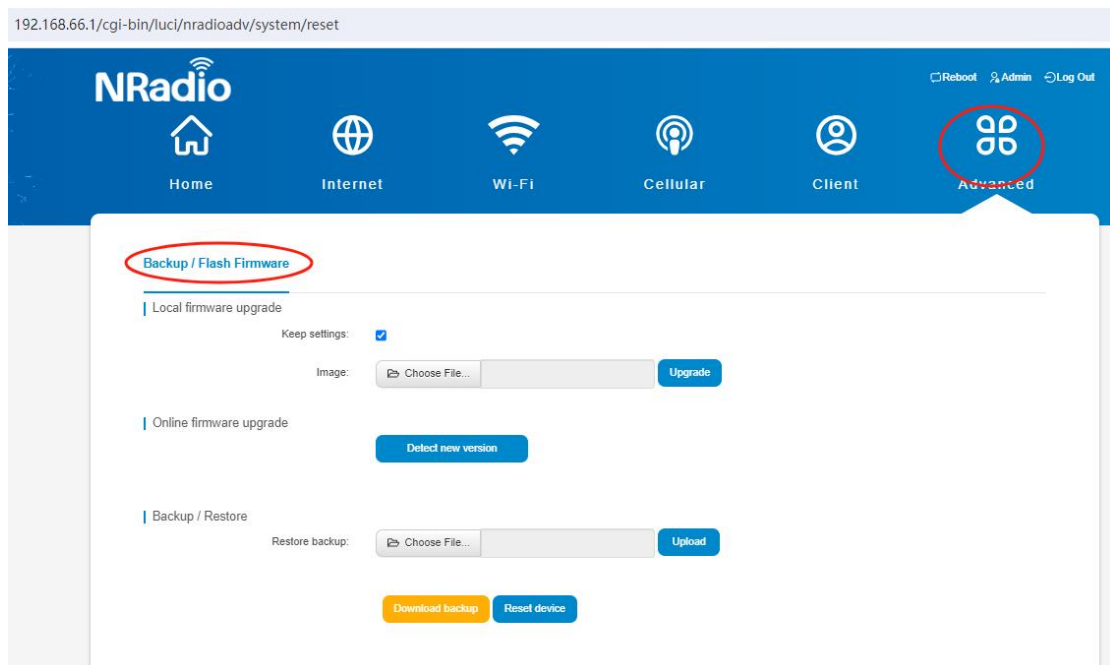 192.168.66.1/cgi-bin/luci/nradioadv/system/reset
NRadio
Reboot Admin Log Out
Home Internet Wi-Fi Cellular Client Advanced
Backup / Flash Firmware
Local firmware upgrade
Keep settings:
Image: Choose File... Upgrade
Online firmware upgrade
Detect new version
Backup / Restore
Restore backup: Choose File... Upload
Download backup Reset device